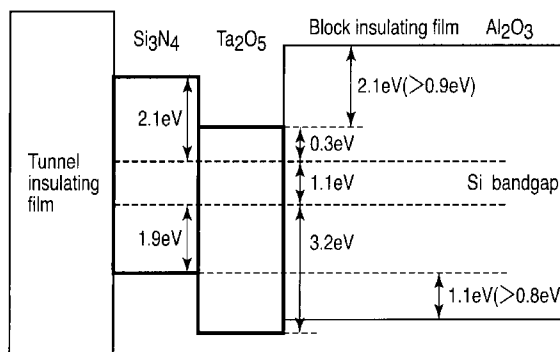 Si3N4 Ta2O5 Block insulating film Al2O3
2.1eV(>0.9eV)
2.1eV
0.3eV
Tunnel
insulating
film
1.1eV
Si bandgap
1.9eV
3.2eV
1.1eV(>0.8eV)